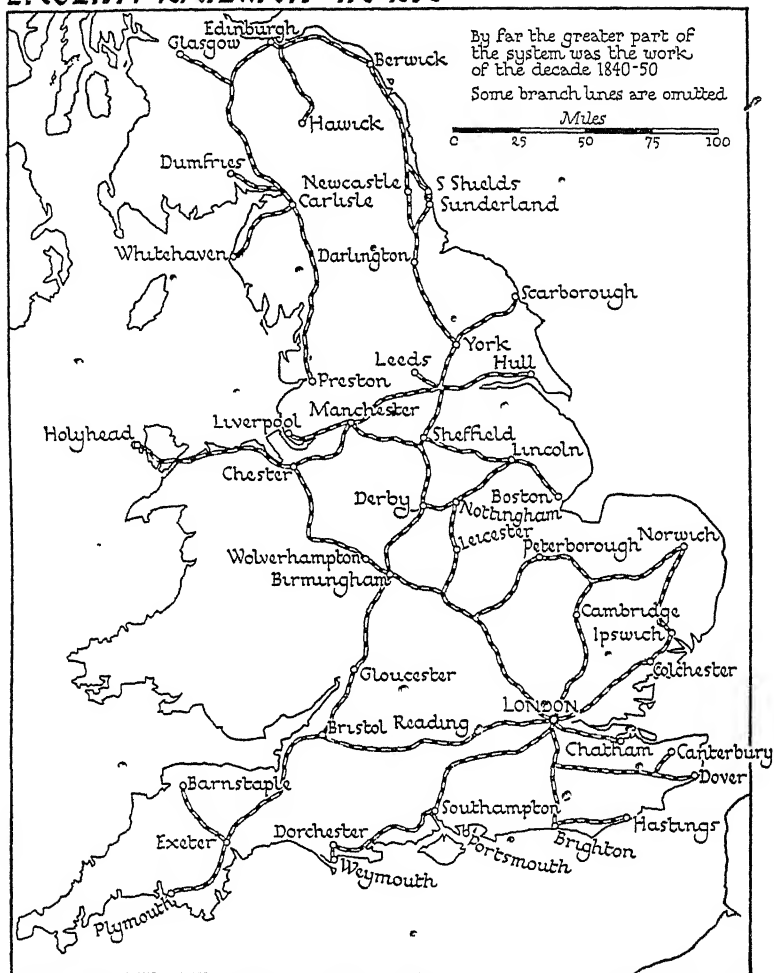 By far the greater part of
the system was the work
of the decade 1840-50
Some branch lines are omitted
Miles
0 25 50 75 100
Edinburgh
Glasgow
Berwick
Hawick
Dumfries
Newcastle
S Shields
Carlisle
Sunderland
Whitehaven
Darlington
Scarborough
York
Leeds
Hull
Preston
Manchester
Liverpool
Holyhead
Sheffield
Lincoln
Chester
Derby
Boston
Nottingham
Leicester
Peterborough
Norwich
Wolverhampton
Birmingham
Cambridge
Ipswich
Colchester
Gloucester
LONDON
Bristol
Reading
Chatham
Canterbury
Dover
Barnstaple
Southampton
Hastings
Exeter
Dorchester
Portsmouth
Brighton
Weymouth
Plymouth